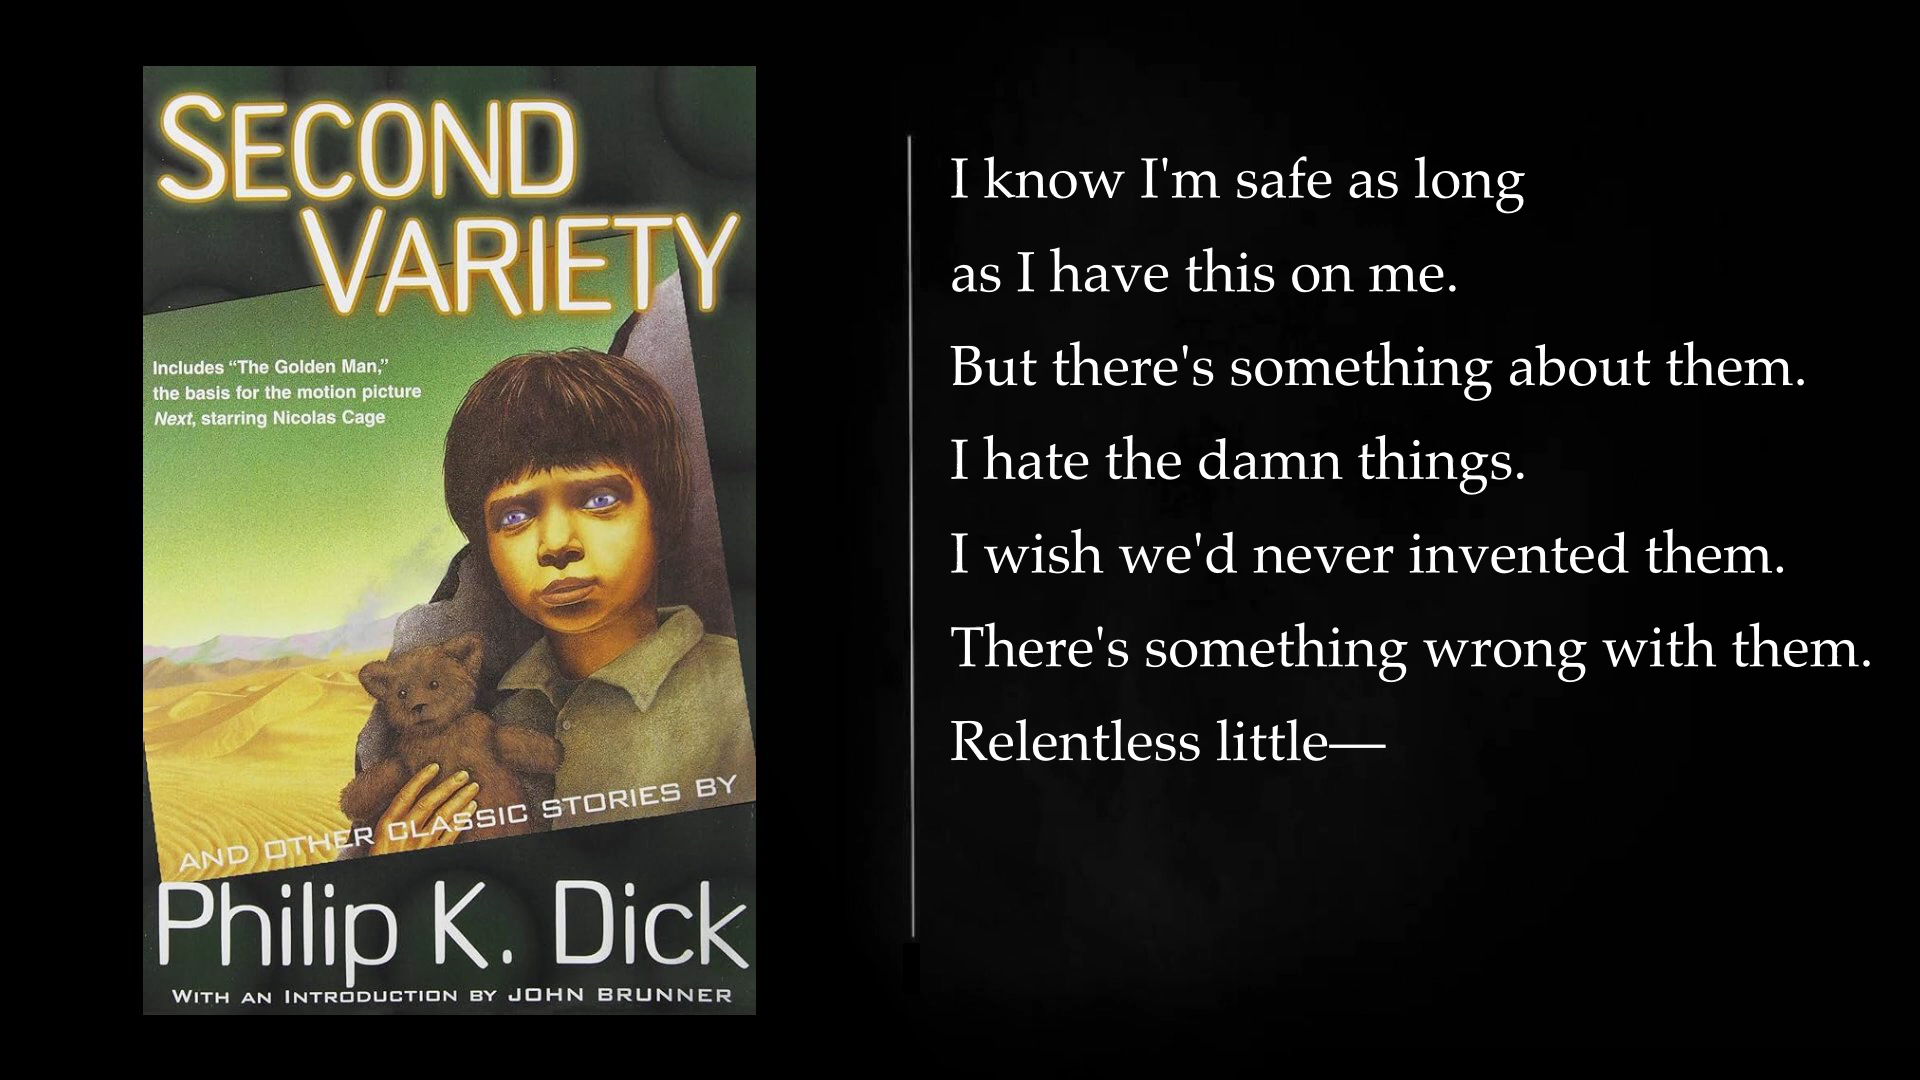 SECOND
VARIETY
Includes “The Golden Man,”
the basis for the motion picture
Next, starring Nicolas Cage
AND OTHER CLASSIC STORIES BY
Philip K. Dick
WITH AN INTRODUCTION BY JOHN BRUNNER
I know I'm safe as long
as I have this on me.
But there's something about them.
I hate the damn things.
I wish we'd never invented them.
There's something wrong with them.
Relentless little—